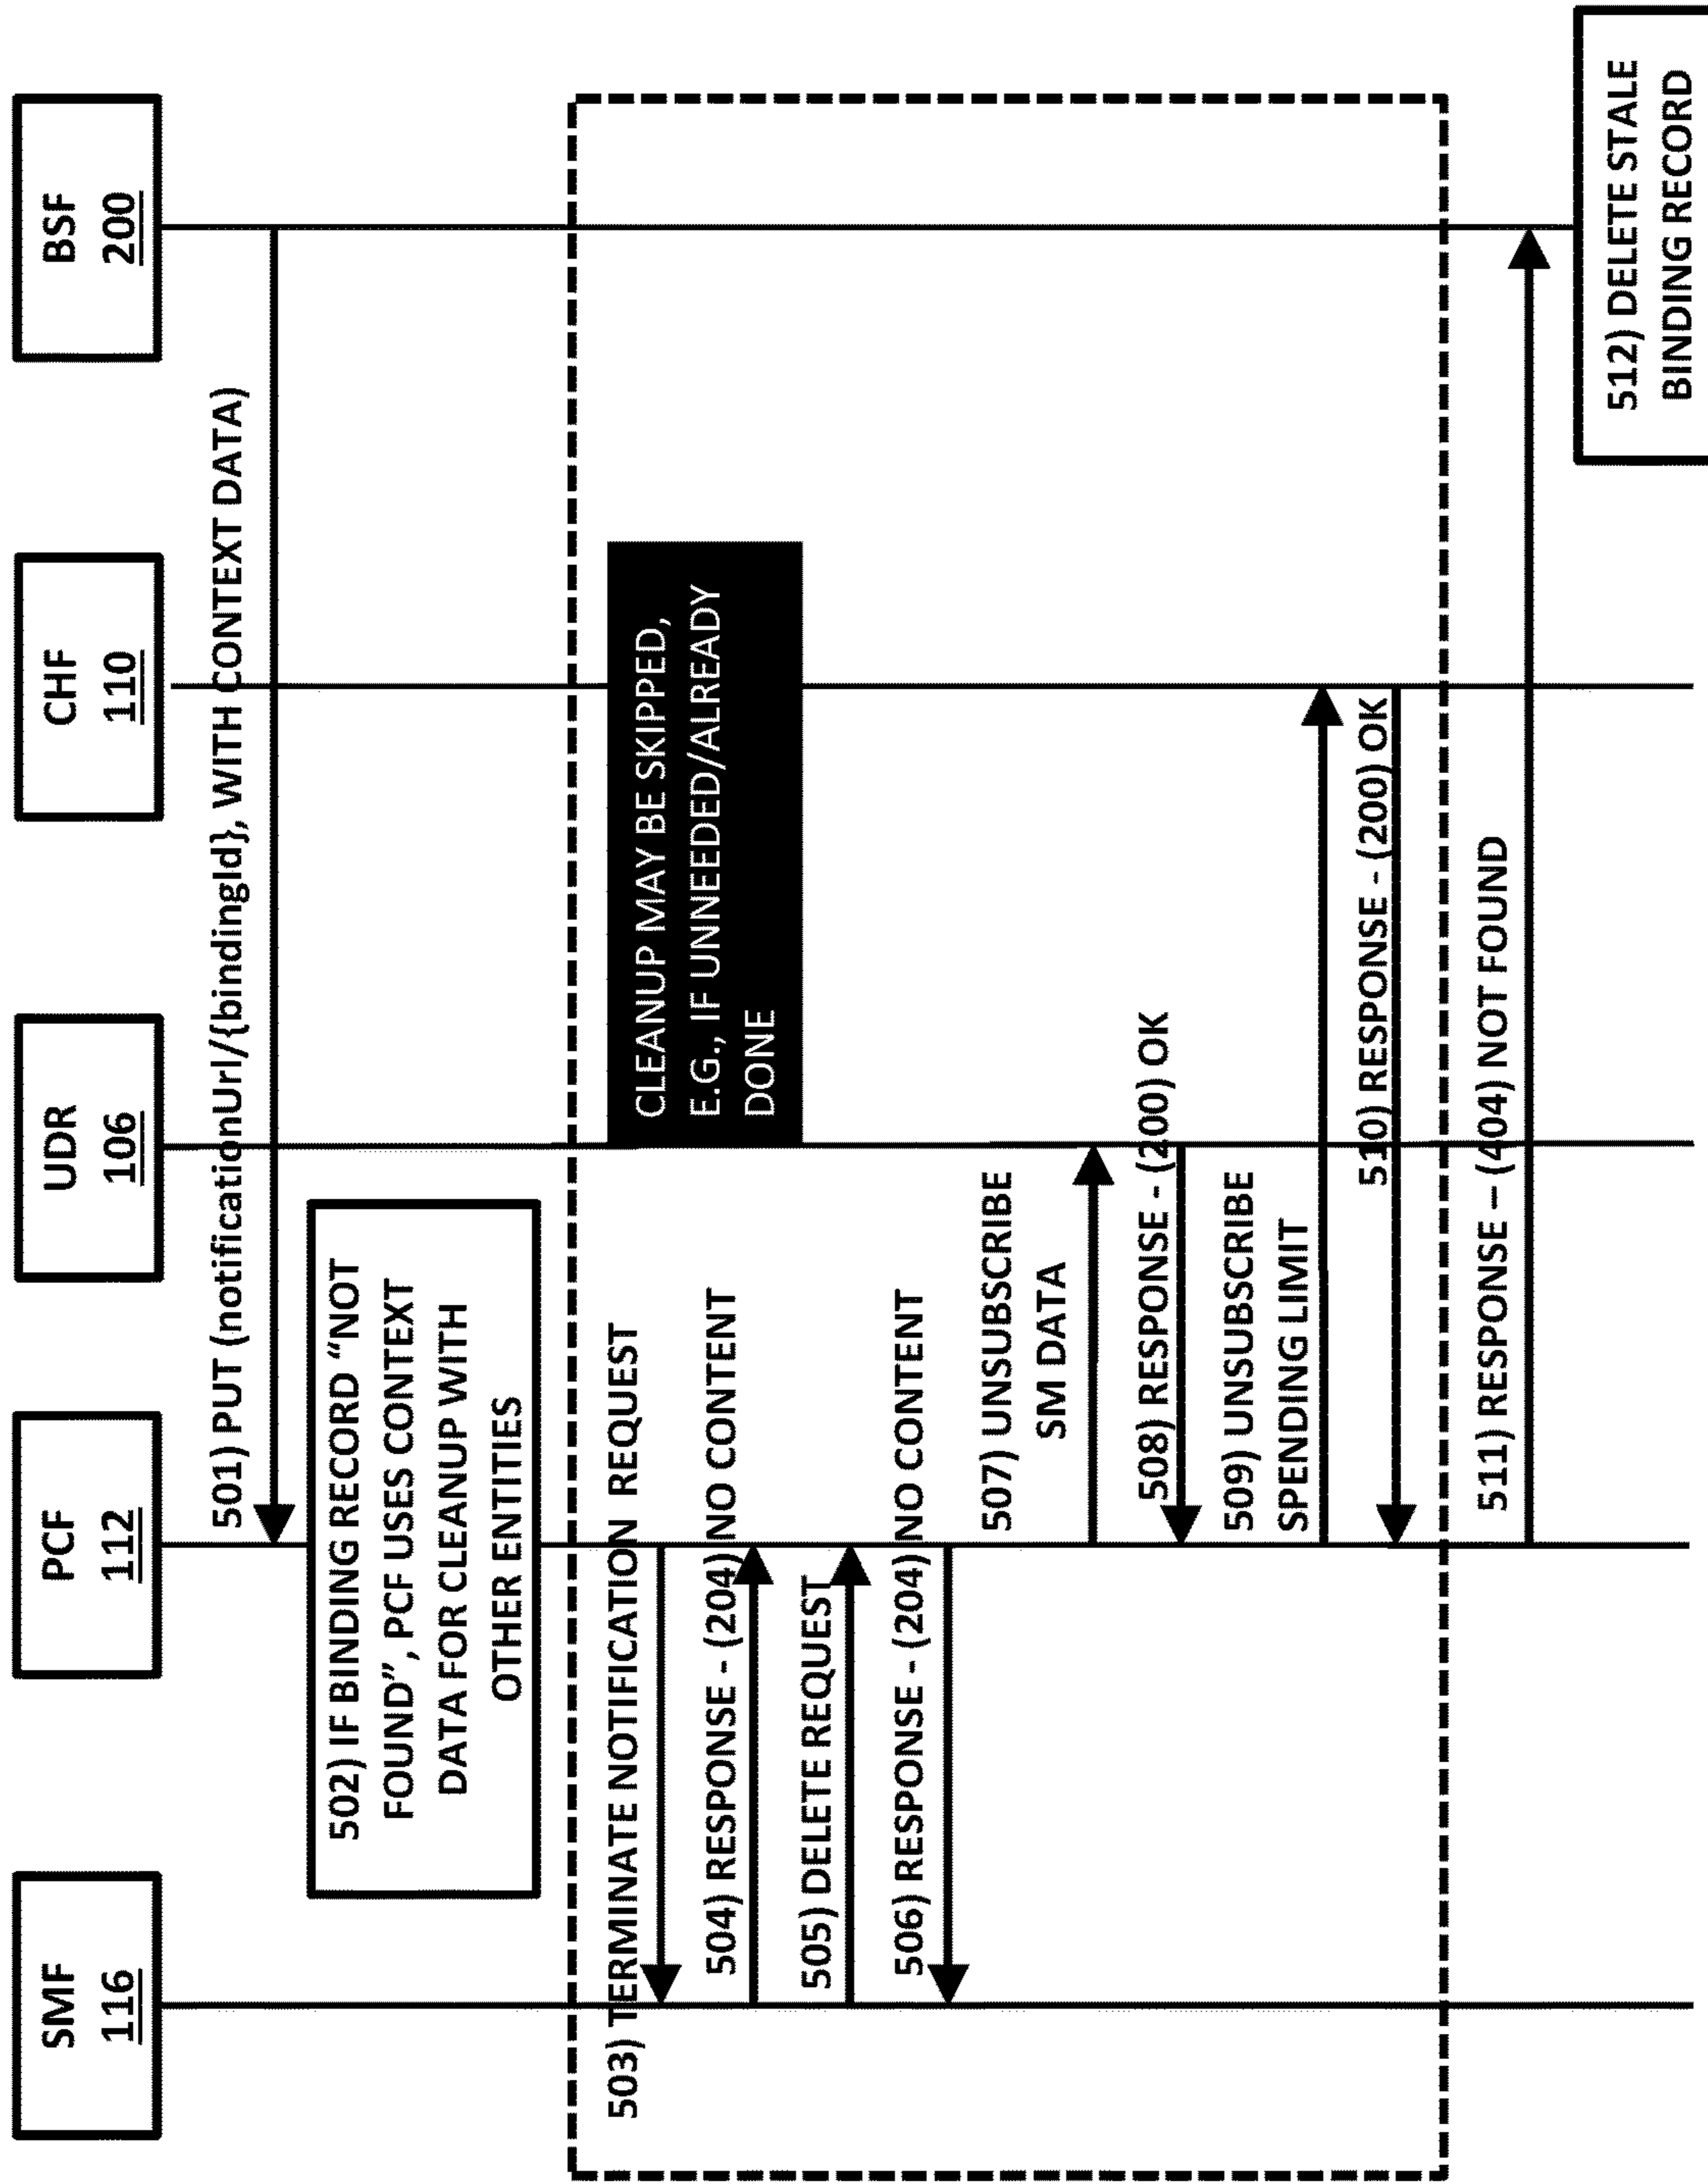 SMF
116
PCF
112
UDR
106
CHF
110
BSF
200
501) PUT (notificationUrl/{bindingId}, WITH CONTEXT DATA)
502) IF BINDING RECORD “NOT
FOUND”, PCF USES CONTEXT
DATA FOR CLEANUP WITH
OTHER ENTITIES
503) TERMINATE NOTIFICATION REQUEST
CLEANUP MAY BE SKIPPED,
E.G., IF UNNEEDED/ALREADY
DONE
504) RESPONSE - (204) NO CONTENT
505) DELETE REQUEST
506) RESPONSE - (204) NO CONTENT
507) UNSUBSCRIBE
SM DATA
508) RESPONSE - (200) OK
509) UNSUBSCRIBE
SPENDING LIMIT
510) RESPONSE - (200) OK
511) RESPONSE – (404) NOT FOUND
512) DELETE STALE
BINDING RECORD